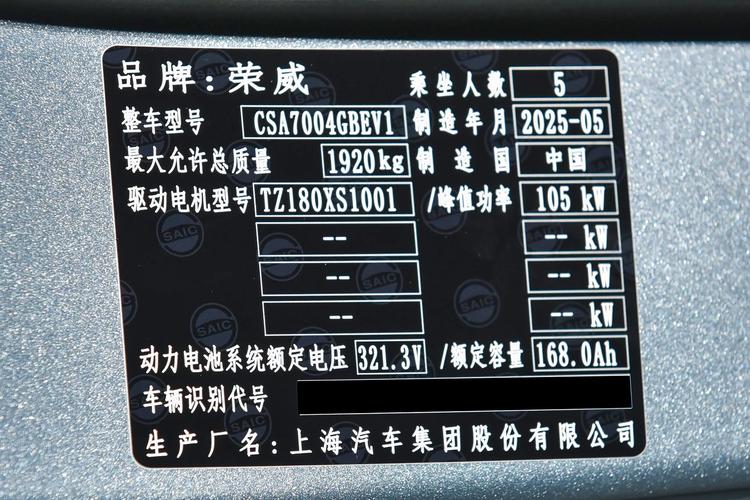 品牌:荣威 乘坐人数 5
整车型号 CSA7004GBEV1 制造年月 2025-05
最大允许总质量 1920kg 制造国 中国
驱动电机型号 TZ180XS1001 /峰值功率 105 kW
-- -- kW
-- -- kW
-- -- kW
动力电池系统额定电压 321.3V /额定容量 168.0Ah
车辆识别代号
生产厂名:上海汽车集团股份有限公司
SAIC